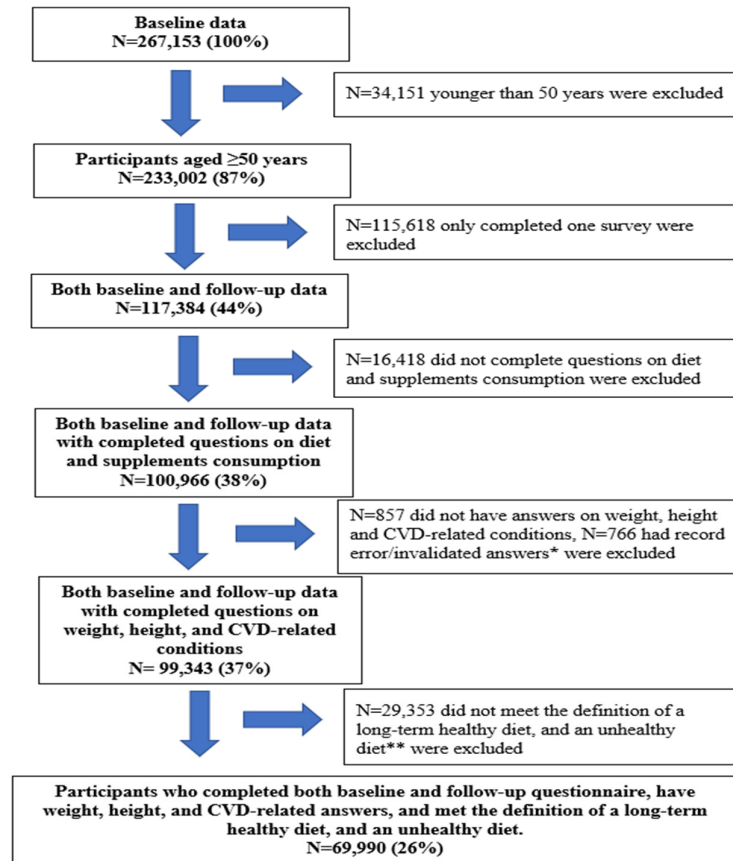 Baseline data
N=267,153 (100%)
N=34,151 younger than 50 years were excluded
Participants aged ≥50 years
N=233,002 (87%)
N=115,618 only completed one survey were
excluded
Both baseline and follow-up data
N=117,384 (44%)
N=16,418 did not complete questions on diet
and supplements consumption were excluded
Both baseline and follow-up data
with completed questions on diet
and supplements consumption
N=100,966 (38%)
N=857 did not have answers on weight, height
and CVD-related conditions, N=766 had record
error/invalidated answers* were excluded
Both baseline and follow-up data
with completed questions on
weight, height, and CVD-related
conditions
N= 99,343 (37%)
N=29,353 did not meet the definition of a
long-term healthy diet, and an unhealthy
diet** were excluded
Participants who completed both baseline and follow-up questionnaire, have
weight, height, and CVD-related answers, and met the definition of a long-term
healthy diet, and an unhealthy diet.
N=69,990 (26%)